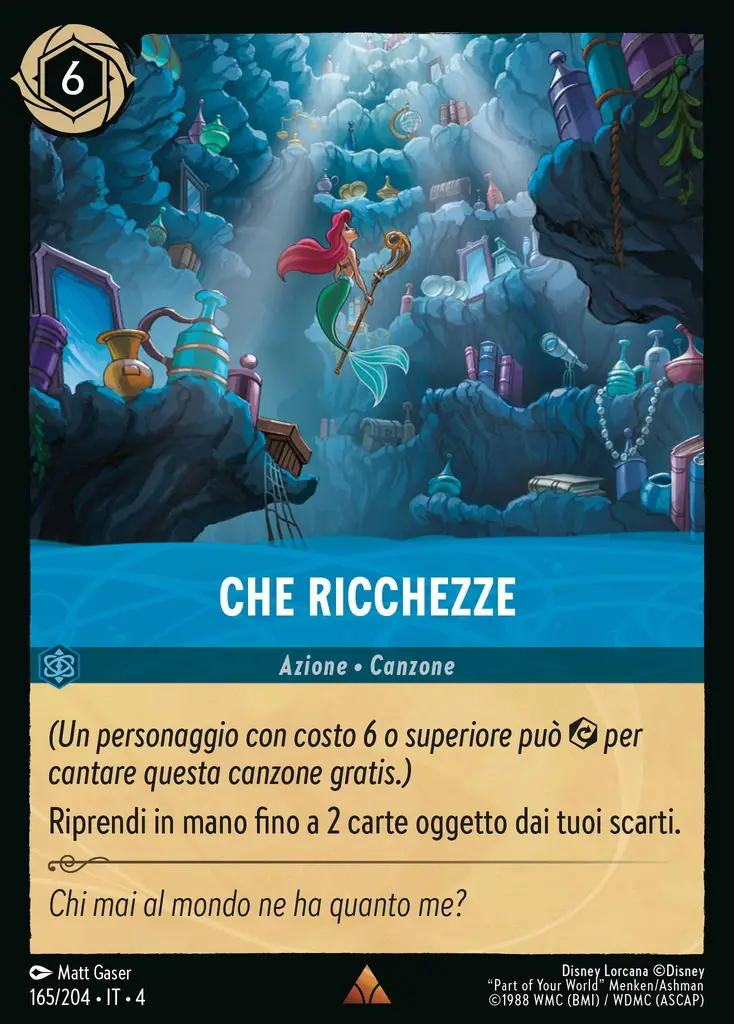 6
CHE RICCHEZZE
Azione • Canzone
(Un personaggio con costo 6 o superiore può per
cantare questa canzone gratis.)
Riprendi in mano fino a 2 carte oggetto dai tuoi scarti.
Chi mai al mondo ne ha quanto me?
Matt Gaser
165/204 • IT • 4
Disney Lorcana ©Disney
“Part of Your World” Menken/Ashman
©1988 WMC (BMI) / WDMC (ASCAP)